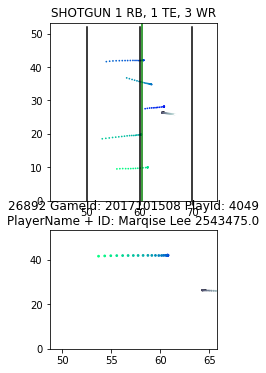 SHOTGUN 1 RB, 1 TE, 3 WR
50
40
30
20
10
0
50 60 70
26892 GameId: 2017101508 PlayId: 4049
PlayerName + ID: Marqise Lee 2543475.0
40
20
0
50 55 60 65